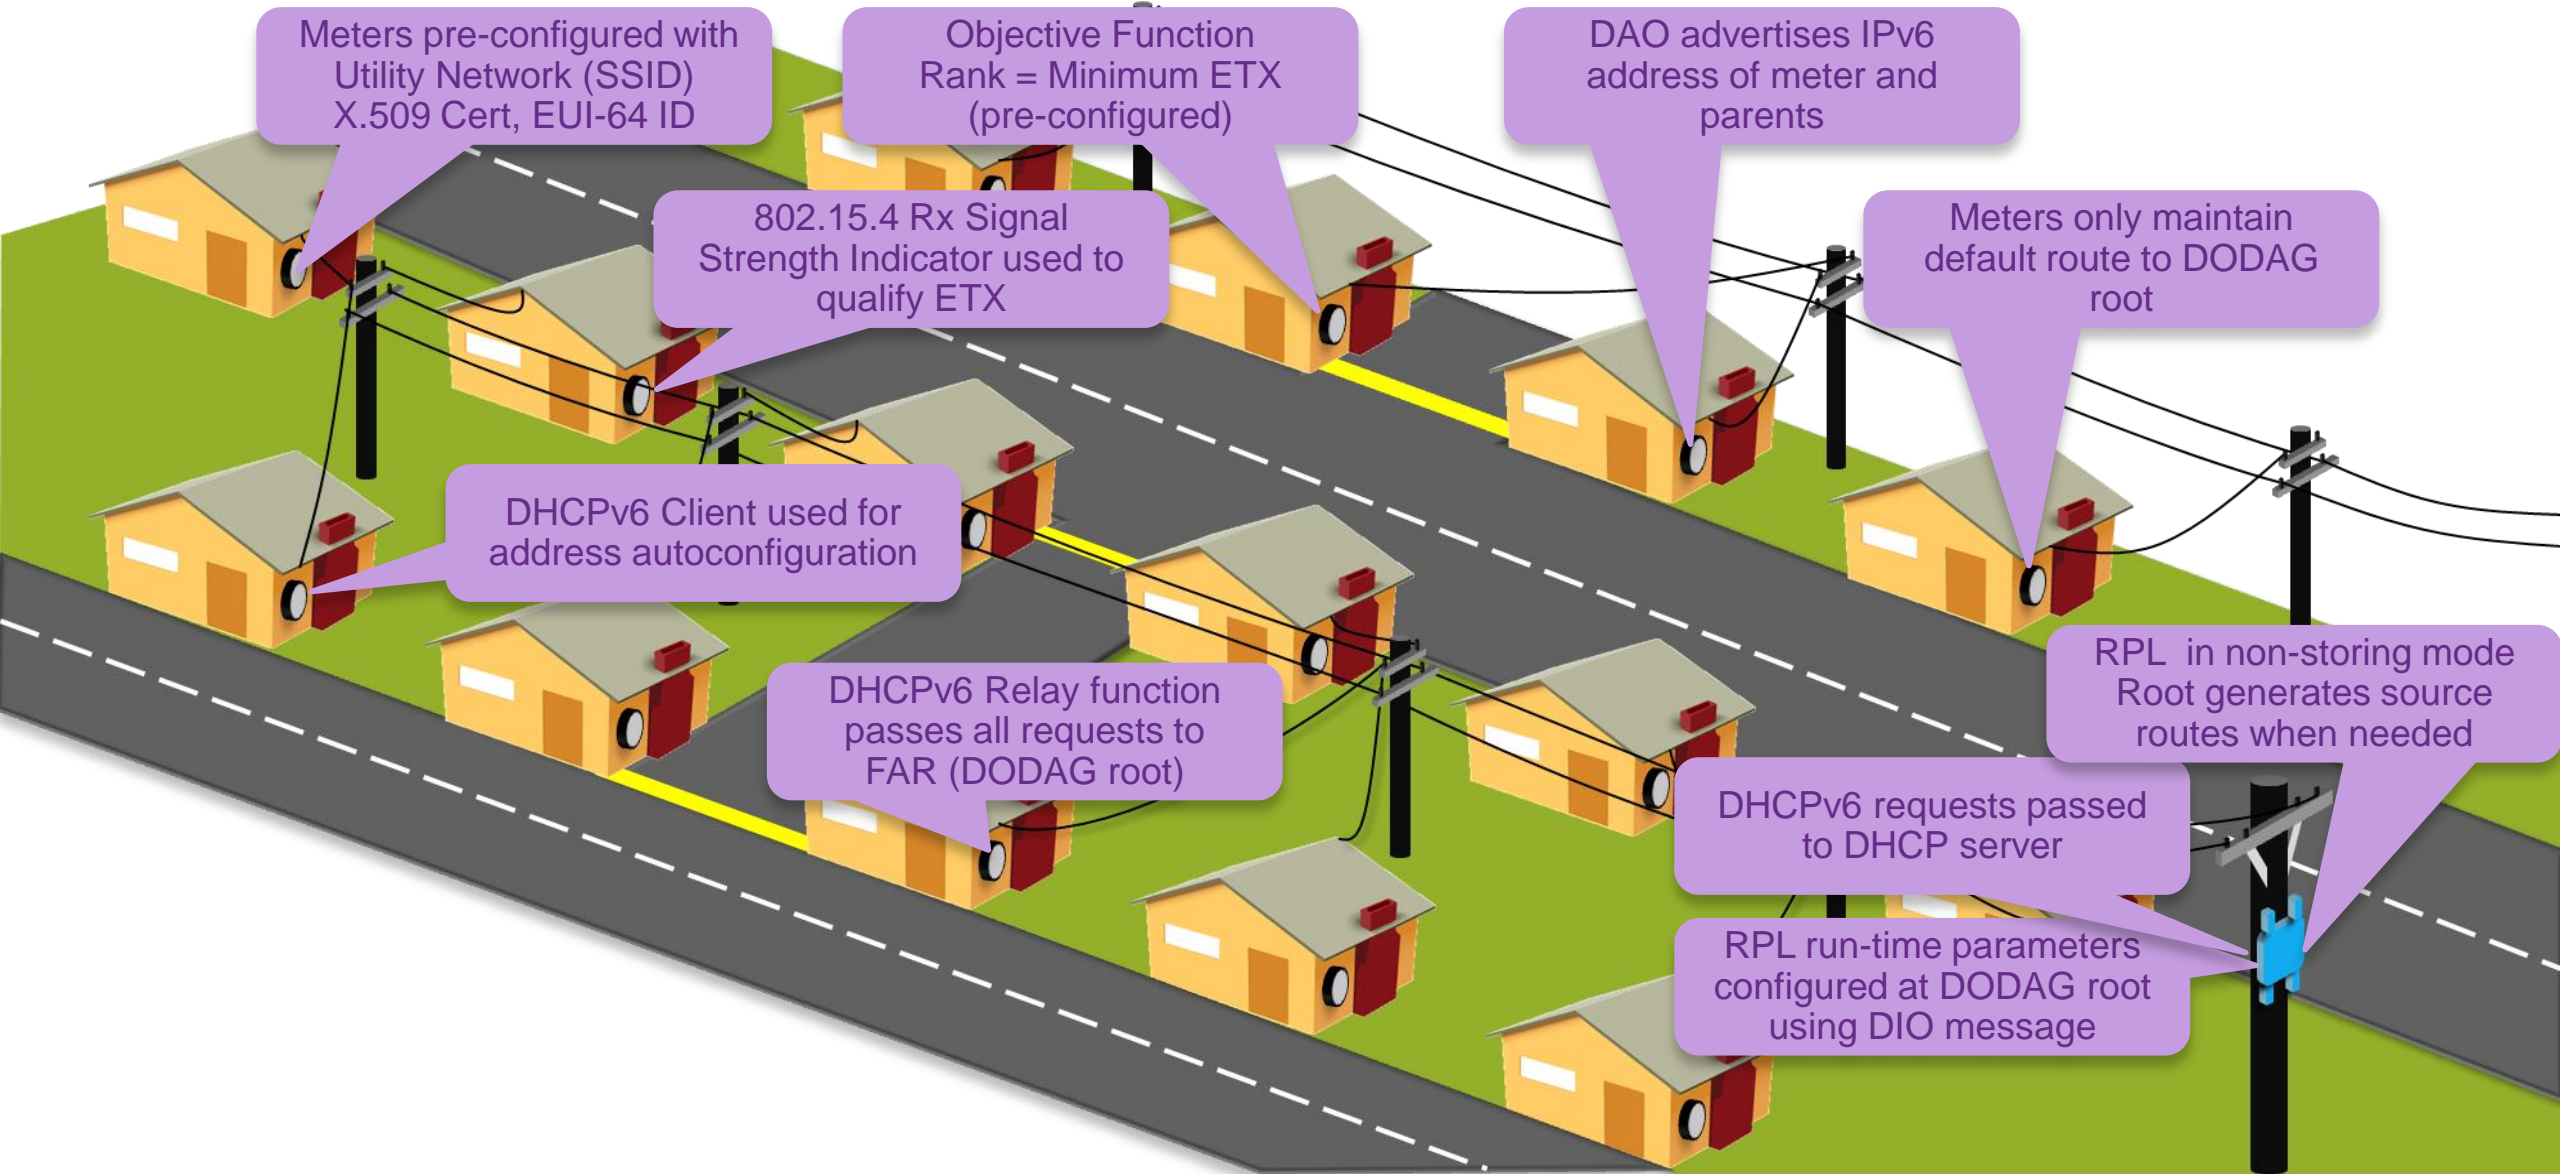 Meters pre-configured with
Utility Network (SSID)
X.509 Cert, EUI-64 ID
Objective Function
Rank = Minimum ETX
(pre-configured)
DAO advertises IPv6
address of meter and
parents
802.15.4 Rx Signal
Strength Indicator used to
qualify ETX
Meters only maintain
default route to DODAG
root
DHCPv6 Client used for
address autoconfiguration
DHCPv6 Relay function
passes all requests to
FAR (DODAG root)
RPL in non-storing mode
Root generates source
routes when needed
DHCPv6 requests passed
to DHCP server
RPL run-time parameters
configured at DODAG root
using DIO message